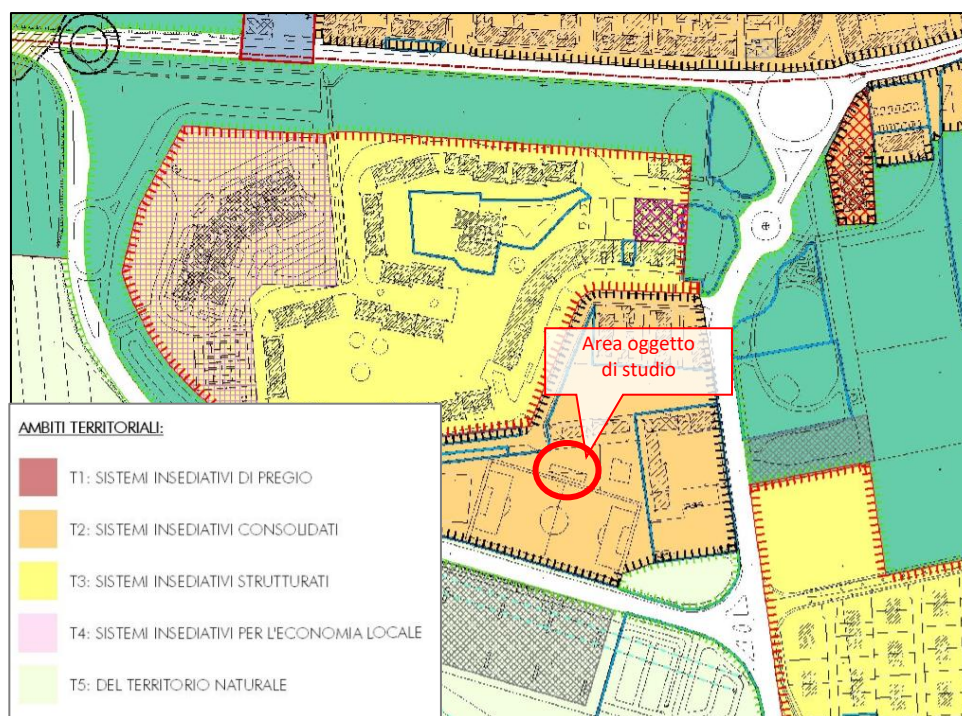 Area oggetto
di studio
AMBITI TERRITORIALI:
T1: SISTEMI INSEDIATIVI DI PREGIO
T2: SISTEMI INSEDIATIVI CONSOLIDATI
T3: SISTEMI INSEDIATIVI STRUTTURATI
T4: SISTEMI INSEDIATIVI PER L'ECONOMIA LOCALE
T5: DEL TERRITORIO NATURALE